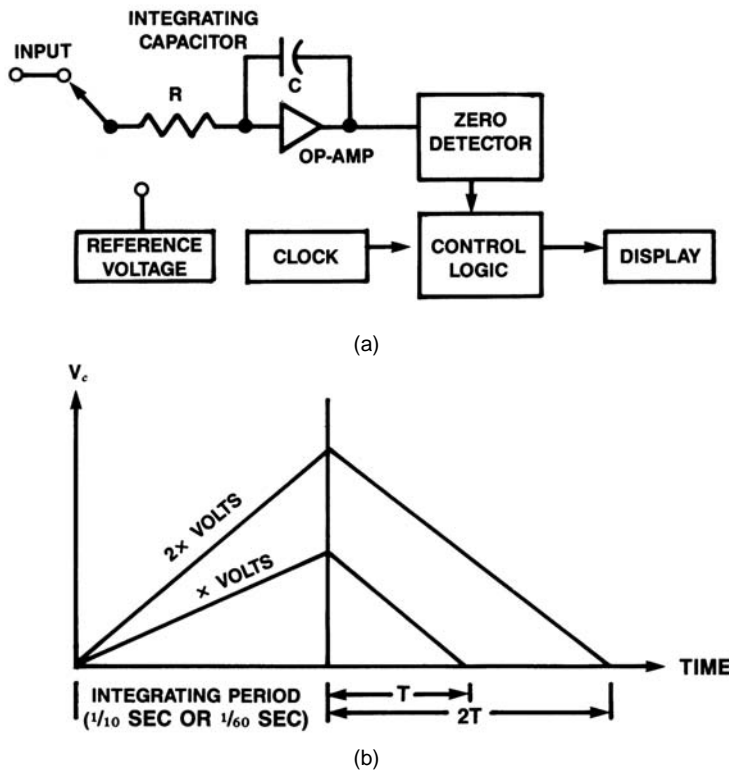 INTEGRATING
CAPACITOR
INPUT
R
C
OP-AMP
ZERO
DETECTOR
REFERENCE
VOLTAGE
CLOCK
CONTROL
LOGIC
DISPLAY
(a)
Vc
2× VOLTS
× VOLTS
TIME
INTEGRATING PERIOD
(1/10 SEC OR 1/60 SEC)
T
2T
(b)